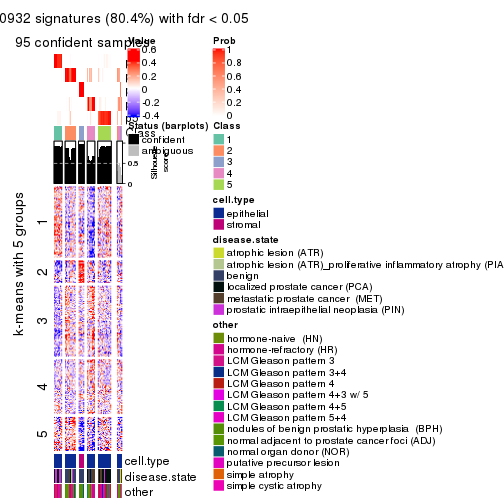 0932 signatures (80.4%) with fdr < 0.05
95 confident samples
Value
0.6
0.4
0.2
0
-0.2
-0.4
Prob
1
0.8
0.6
0.4
0.2
0
Class
Status (barplots)
confident
ambiguous
Silhouette score
1
0.5
0
Class
1
2
3
4
5
cell.type
epithelial
stromal
disease.state
atrophic lesion (ATR)
atrophic lesion (ATR)_proliferative inflammatory atrophy (PIA
benign
localized prostate cancer (PCA)
metastatic prostate cancer (MET)
prostatic intraepithelial neoplasia (PIN)
other
hormone-naive (HN)
hormone-refractory (HR)
LCM Gleason pattern 3
LCM Gleason pattern 3+4
LCM Gleason pattern 4
LCM Gleason pattern 4+3 w/ 5
LCM Gleason pattern 4+5
LCM Gleason pattern 5+4
nodules of benign prostatic hyperplasia (BPH)
normal adjacent to prostate cancer foci (ADJ)
normal organ donor (NOR)
putative precursor lesion
simple atrophy
simple cystic atrophy
k-means with 5 groups
1
2
3
4
5
cell.type
disease.state
other